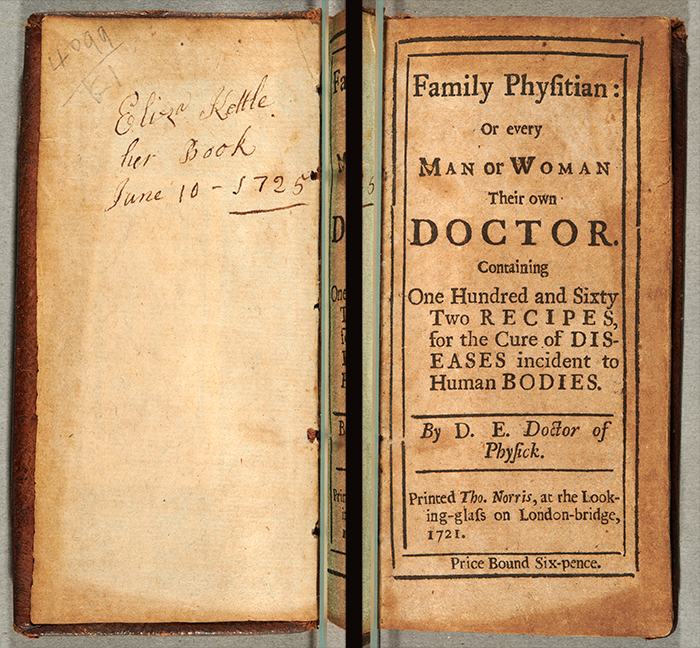 4099
Eliza Kettle
her Book
June 10 - 1725
Family Phyſitian:
Or every
MAN or WOMAN
Their own
DOCTOR.
Containing
One Hundred and Sixty
Two RECIPES,
for the Cure of DIS-
EASES incident to
Human BODIES.
By D. E. Doctor of
Phyſick.
Printed Tho. Norris, at the Look-
ing-glaſs on London-bridge,
1721.
Price Bound Six-pence.